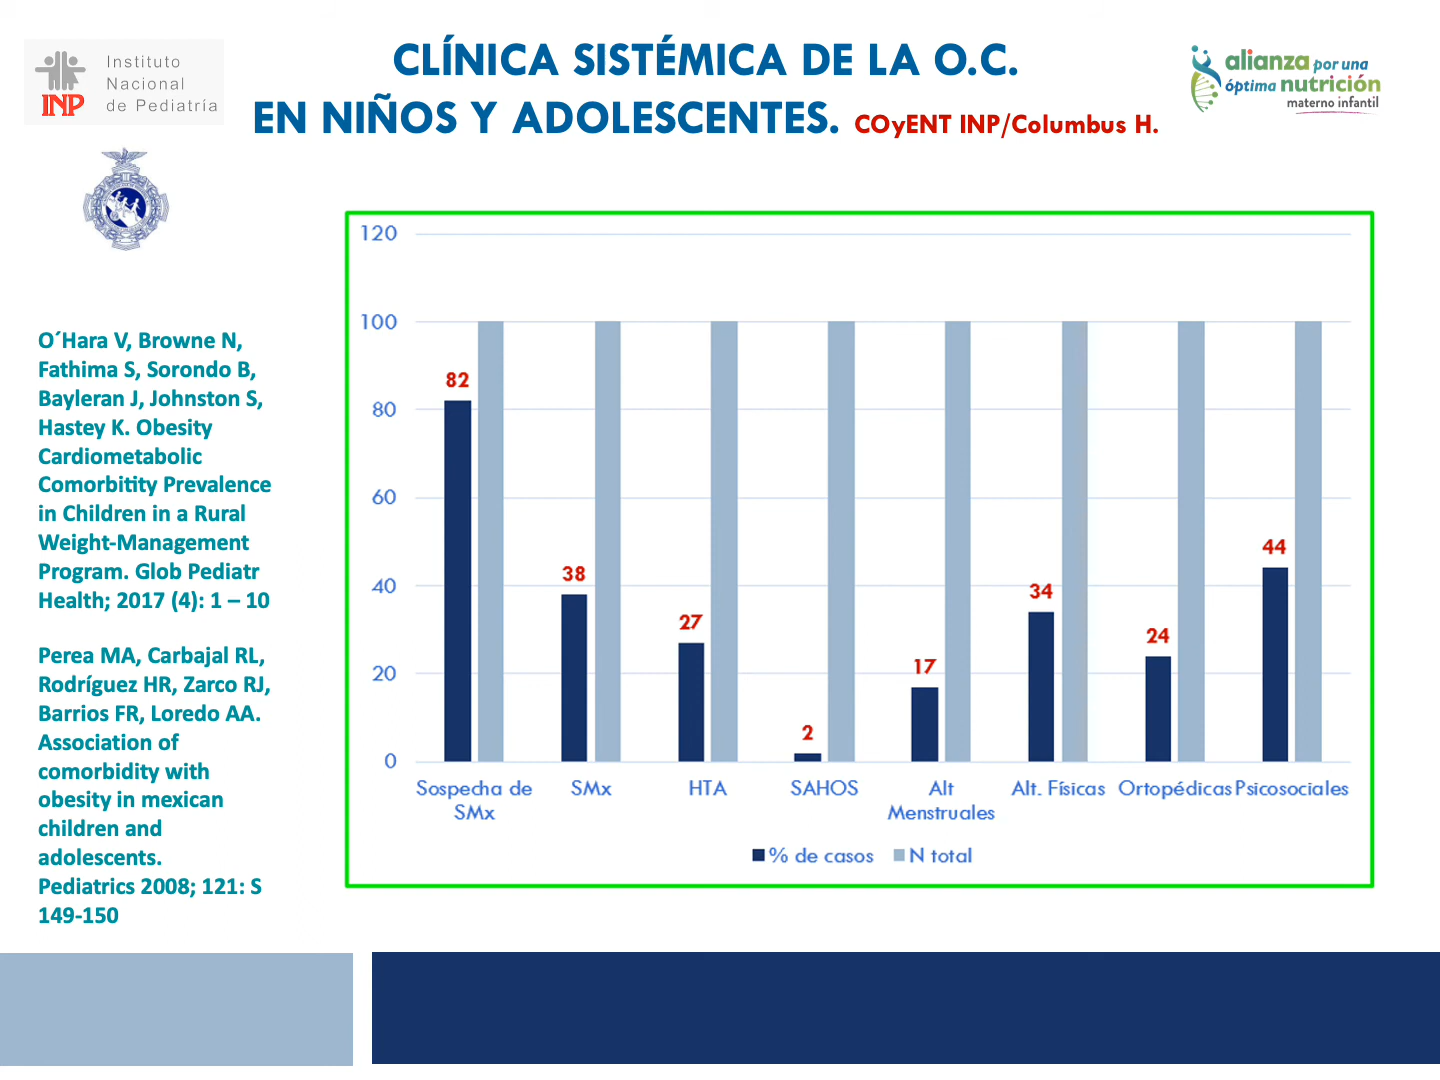 Instituto
Nacional
de Pediatría
INP
CLÍNICA SISTÉMICA DE LA O.C.
EN NIÑOS Y ADOLESCENTES. COyENT INP/Columbus H.
alianza por una
óptima nutrición
materno infantil
O´Hara V, Browne N,
Fathima S, Sorondo B,
Bayleran J, Johnston S,
Hastey K. Obesity
Cardiometabolic
Comorbitity Prevalence
in Children in a Rural
Weight-Management
Program. Glob Pediatr
Health; 2017 (4): 1 – 10
Perea MA, Carbajal RL,
Rodríguez HR, Zarco RJ,
Barrios FR, Loredo AA.
Association of
comorbidity with
obesity in mexican
children and
adolescents.
Pediatrics 2008; 121: S
149-150
120
100
80
60
40
20
0
82
38
27
2
17
34
24
44
Sospecha de
SMx
SMx
HTA
SAHOS
Alt
Menstruales
Alt. Físicas
Ortopédicas
Psicosociales
% de casos
N total